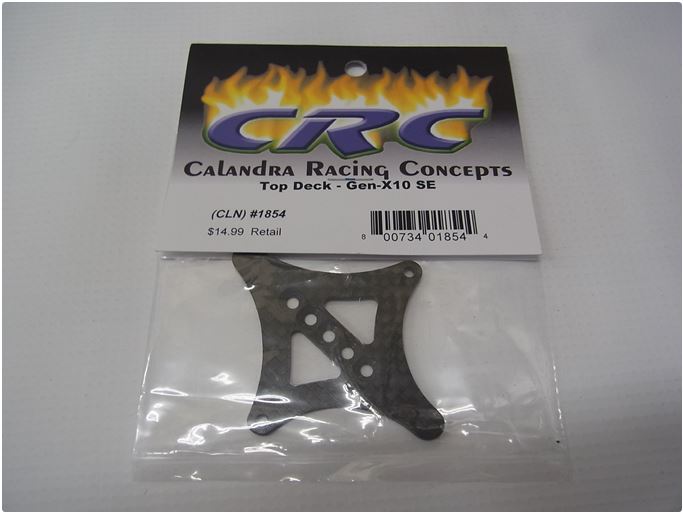 CRC
CALANDRA RACING CONCEPTS
Top Deck - Gen-X10 SE
(CLN) #1854
$14.99 Retail
8 00734 01854 4